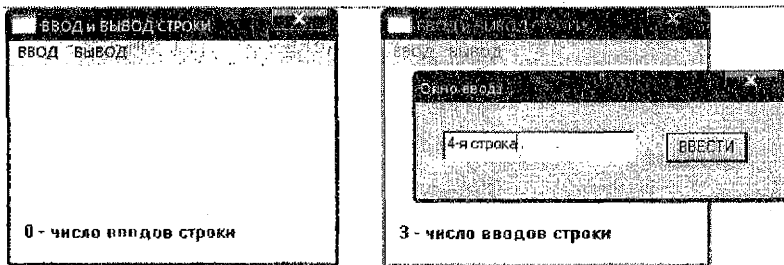 ВВОД и ВЫВОД СТРОКИ
ВВОД ВЫВОД
0 - число вводов строки
ВВОД ВЫВОД
Окно ввода
4-я строка
ВВЕСТИ
3 - число вводов строки